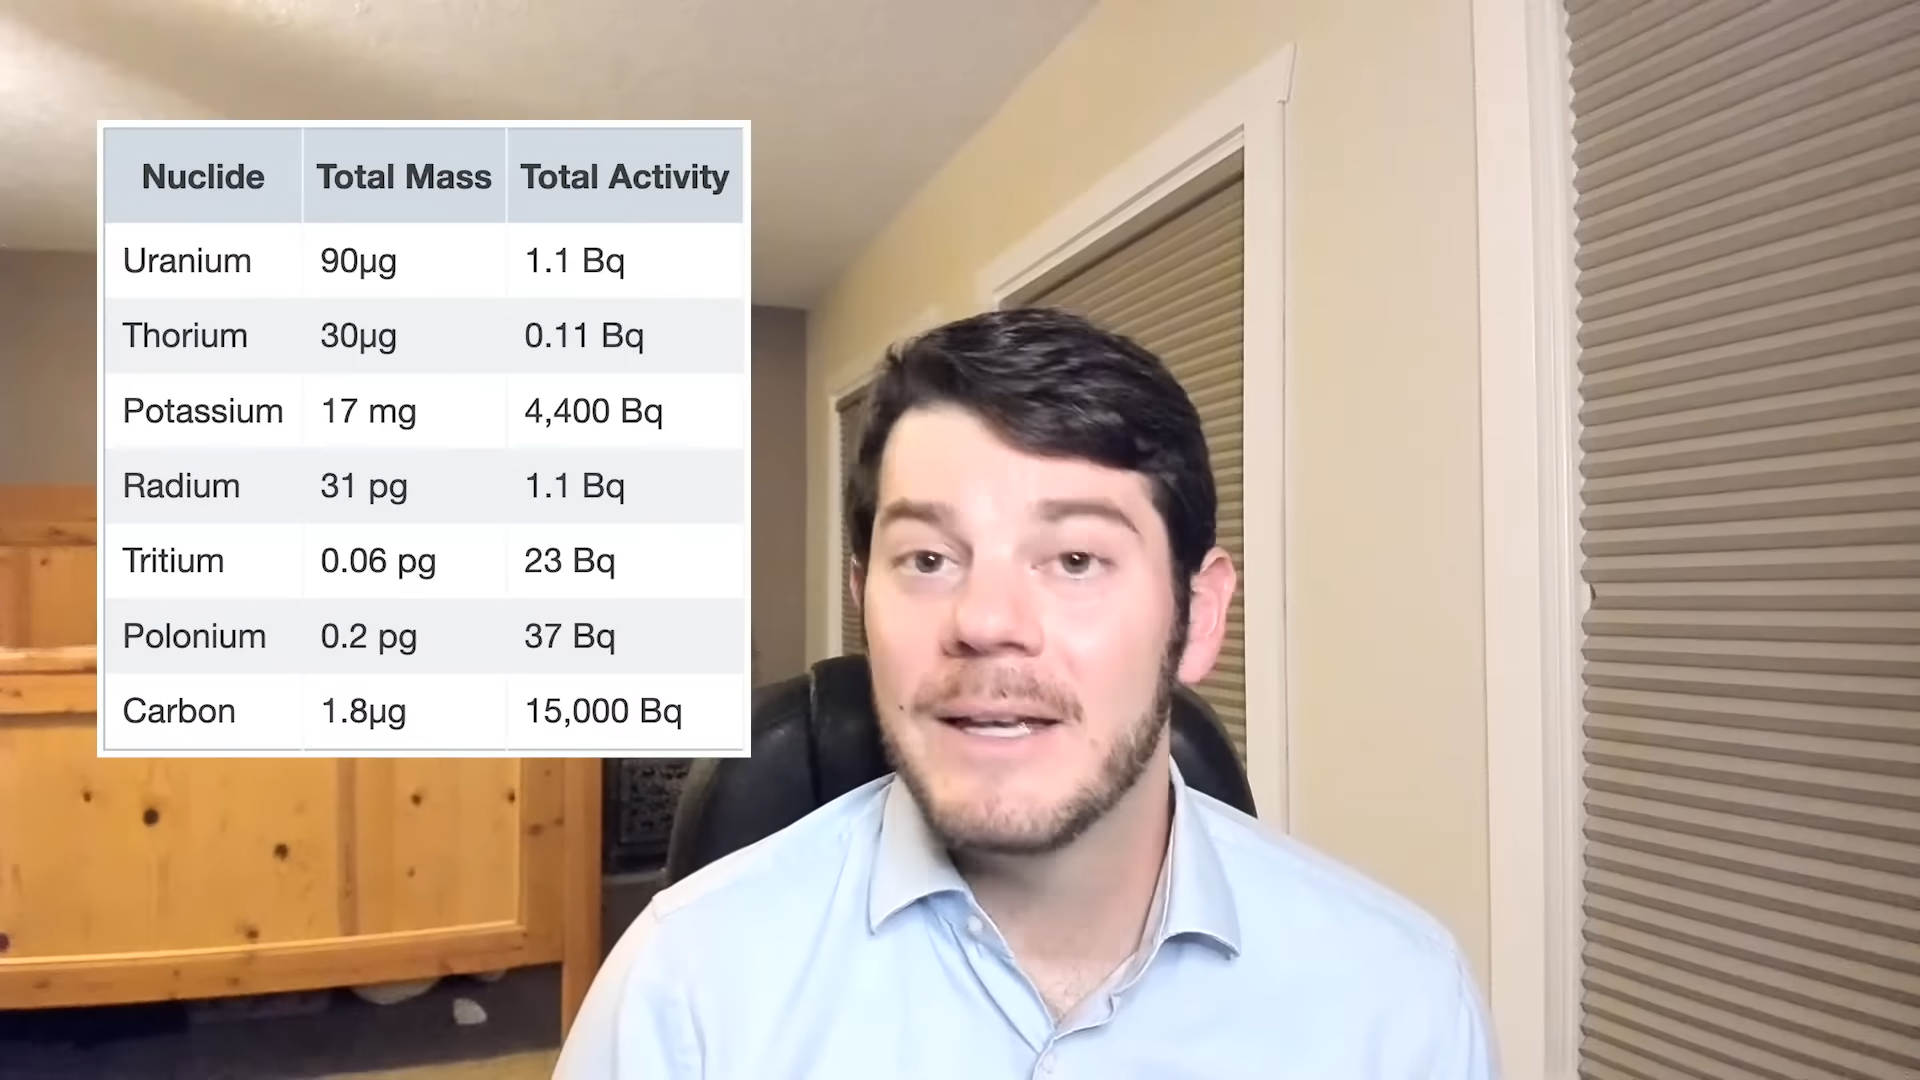 Nuclide Total Mass Total Activity
Uranium 90µg 1.1 Bq
Thorium 30µg 0.11 Bq
Potassium 17 mg 4,400 Bq
Radium 31 pg 1.1 Bq
Tritium 0.06 pg 23 Bq
Polonium 0.2 pg 37 Bq
Carbon 1.8µg 15,000 Bq